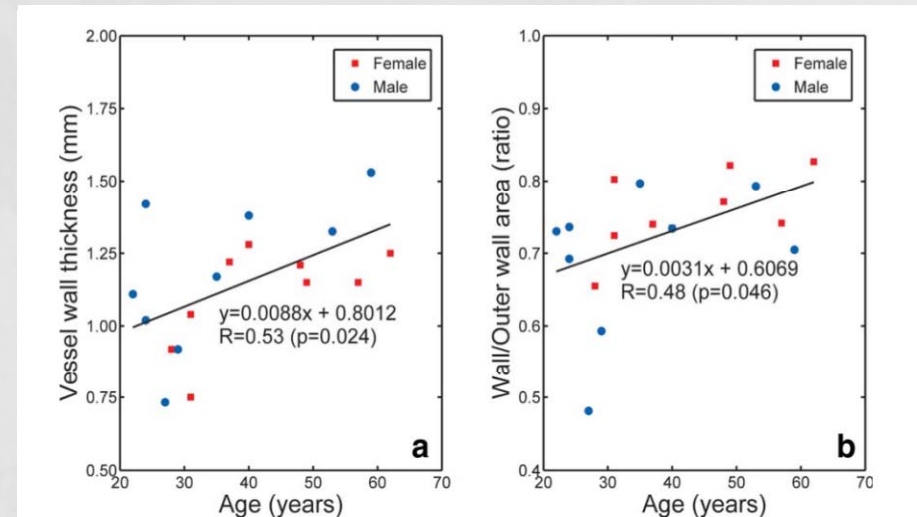 2.00
1.75
1.50
1.25
1.00
0.75
0.50
Vessel wall thickness (mm)
Female
Male
y=0.0088x + 0.8012
R=0.53 (p=0.024)
a
20 30 40 50 60 70
Age (years)
1.0
0.9
0.8
0.7
0.6
0.5
0.4
Wall/Outer wall area (ratio)
Female
Male
y=0.0031x + 0.6069
R=0.48 (p=0.046)
b
20 30 40 50 60 70
Age (years)